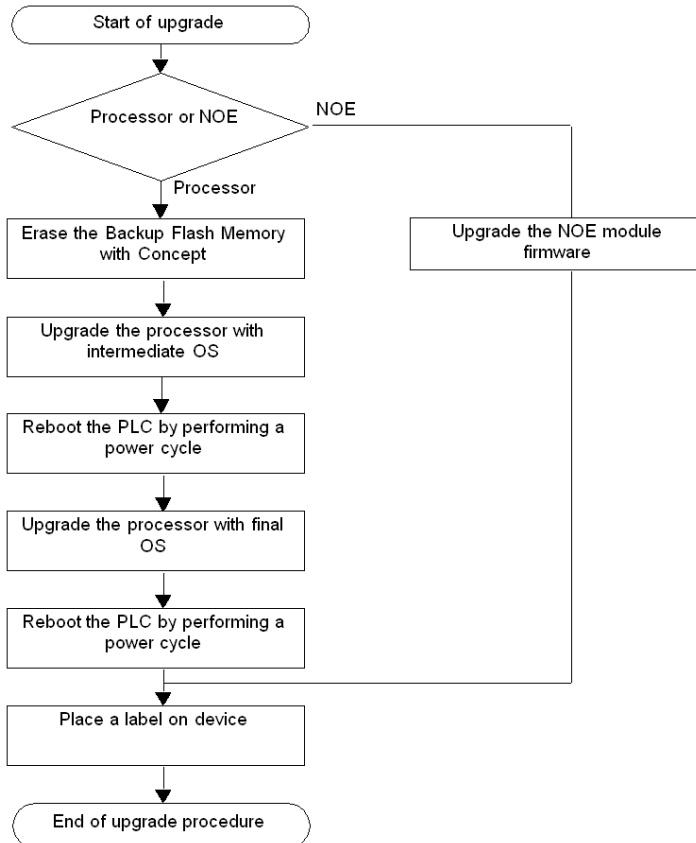 Start of upgrade
Processor or NOE
NOE
Processor
Erase the Backup Flash Memory
with Concept
Upgrade the NOE module
firmware
Upgrade the processor with
intermediate OS
Reboot the PLC by performing a
power cycle
Upgrade the processor with final
OS
Reboot the PLC by performing a
power cycle
Place a label on device
End of upgrade procedure